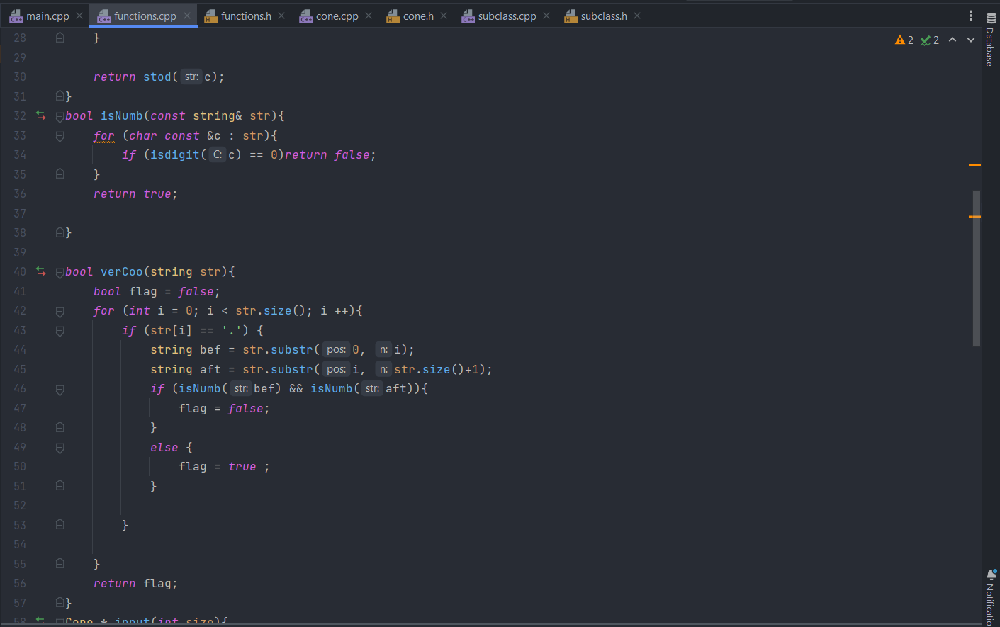 main.cpp functions.cpp functions.h cone.cpp cone.h subclass.cpp subclass.h
28 }
2 2
29
30 return stod( str: c);
31 }
32 bool isNumb(const string& str){
33 for (char const &c : str){
34 if (isdigit( C: c) == 0)return false;
35 }
36 return true;
37
38 }
39
40 bool verCoo(string str){
41 bool flag = false;
42 for (int i = 0; i < str.size(); i ++){
43 if (str[i] == '.') {
44 string bef = str.substr( pos: 0, n: i);
45 string aft = str.substr( pos: i, n: str.size()+1);
46 if (isNumb( str: bef) && isNumb( str: aft)){
47 flag = false;
48 }
49 else {
50 flag = true ;
51 }
52
53 }
54
55 }
56 return flag;
57 }
58 Cone * input(int size){
Database
Notificatio